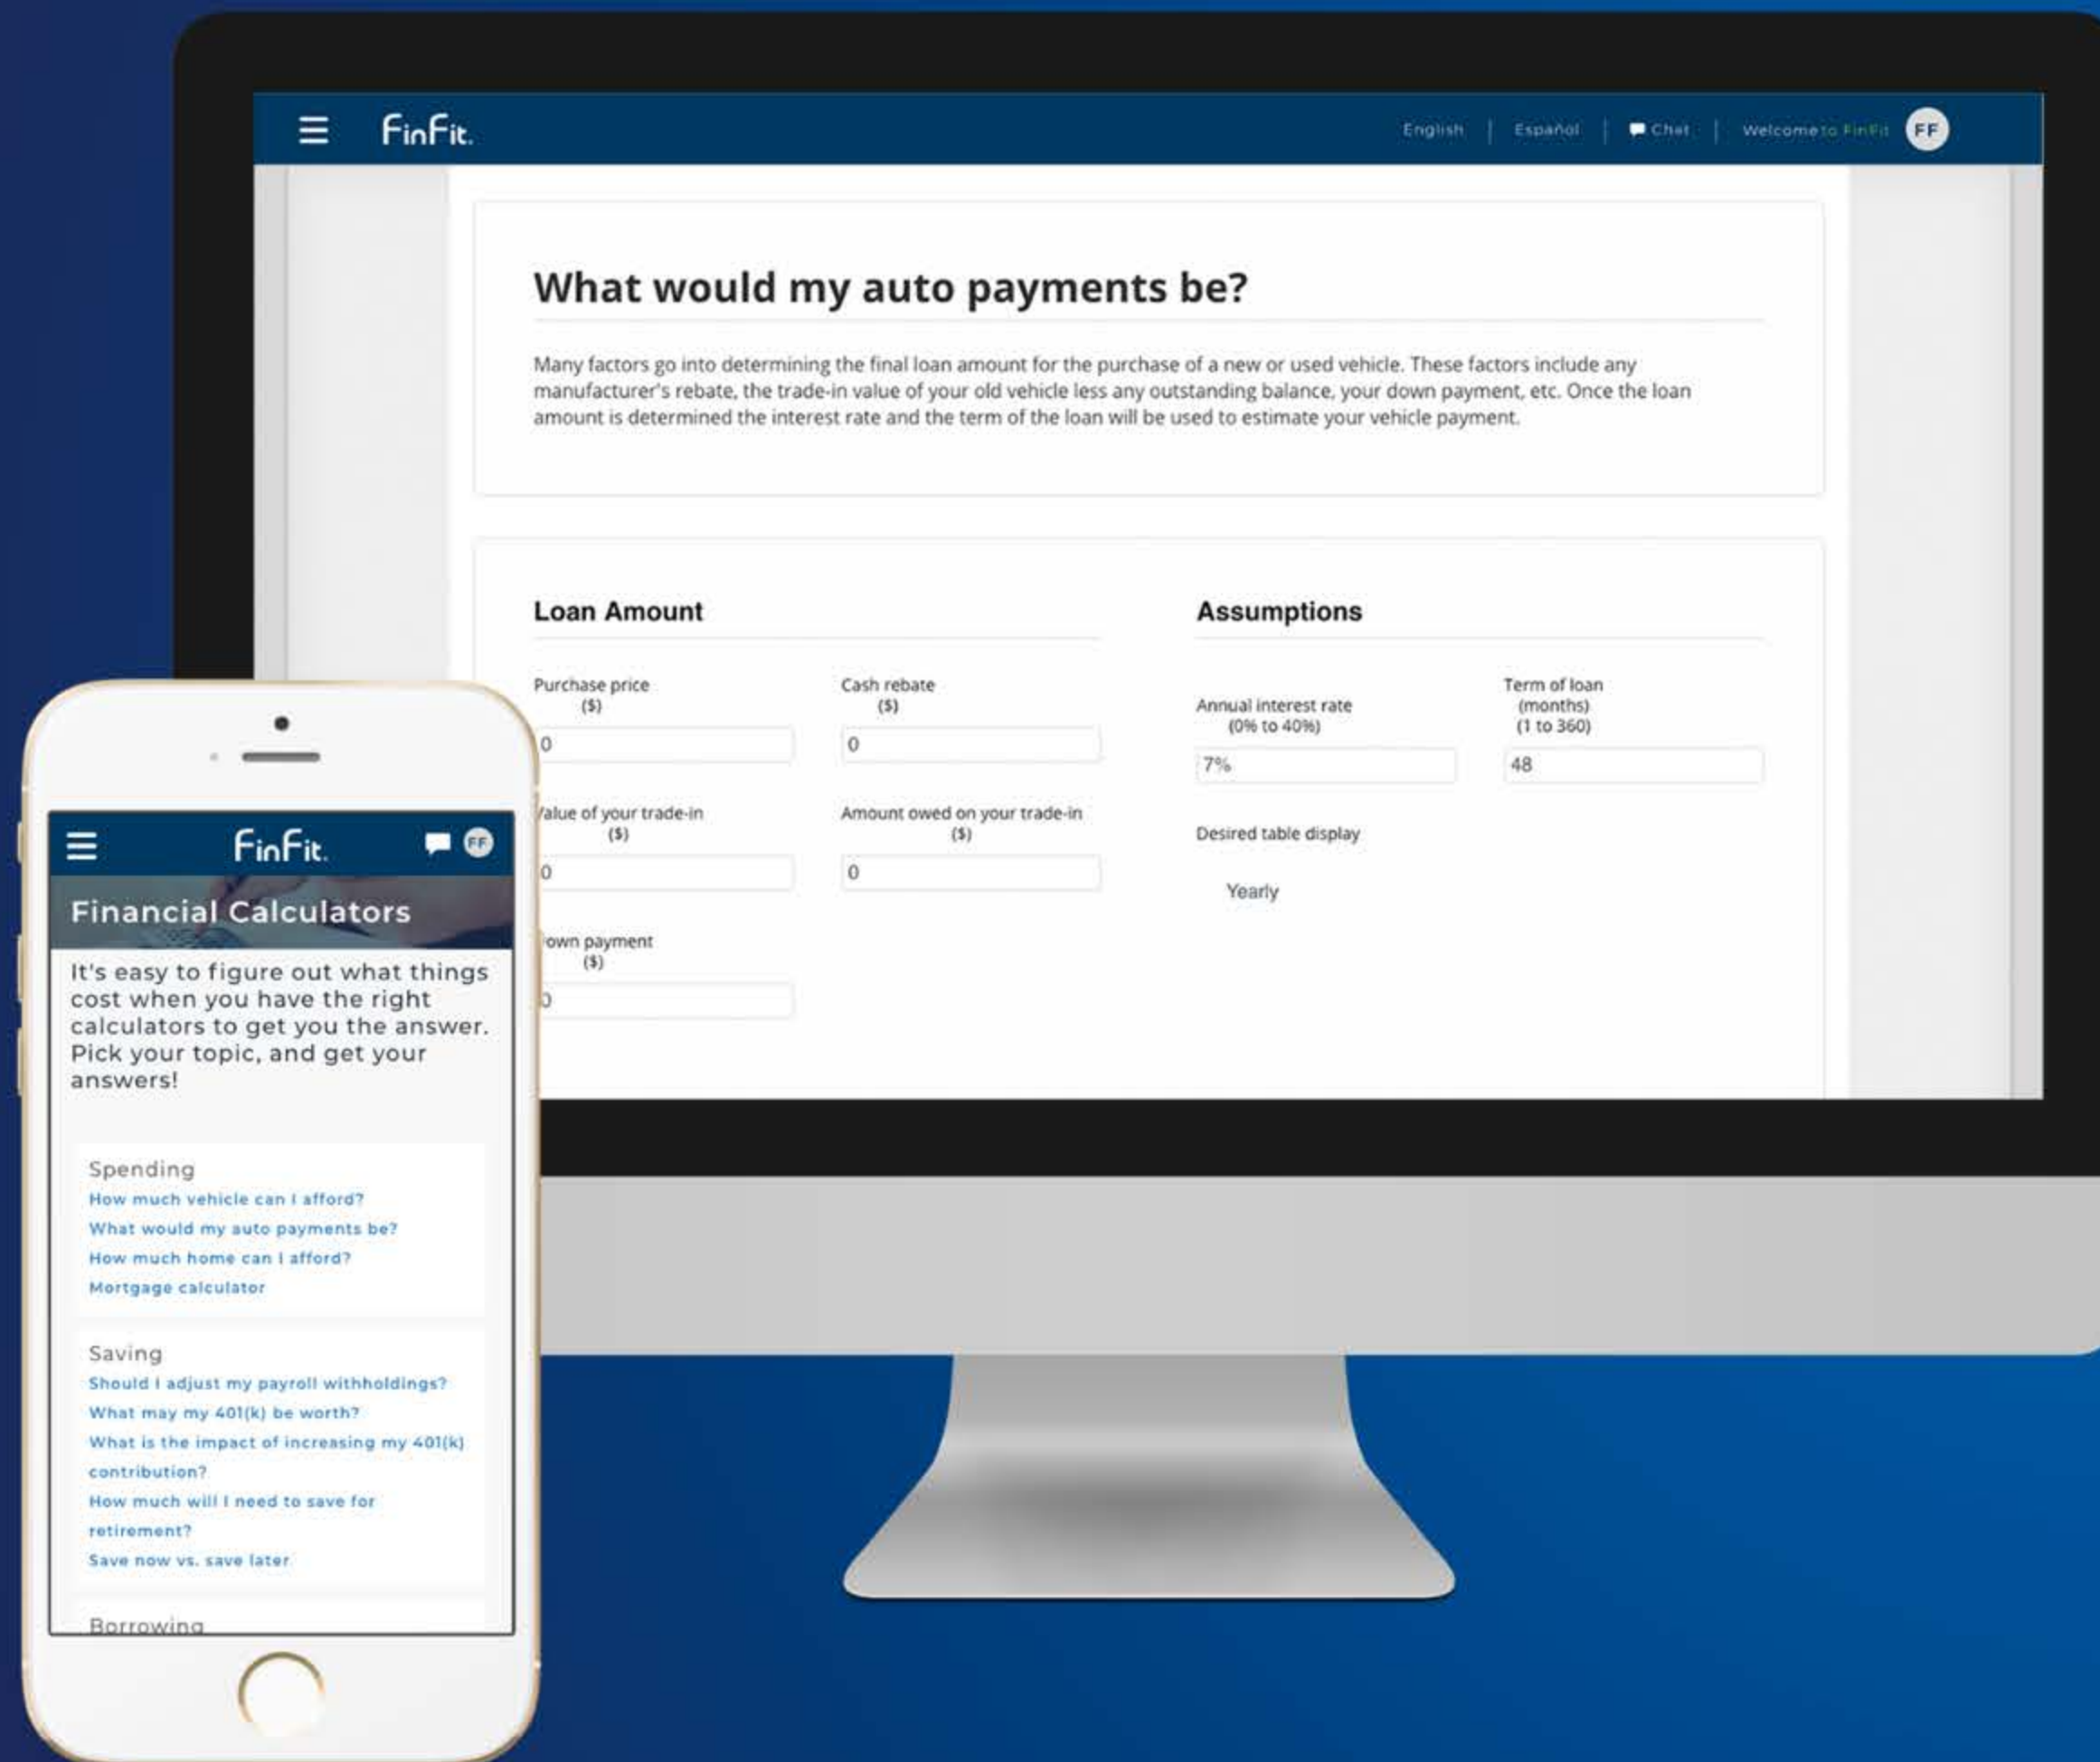 FinFit.
English | Español | Chat | Welcome to FinFit FF
What would my auto payments be?
Many factors go into determining the final loan amount for the purchase of a new or used vehicle. These factors include any
manufacturer's rebate, the trade-in value of your old vehicle less any outstanding balance, your down payment, etc. Once the loan
amount is determined the interest rate and the term of the loan will be used to estimate your vehicle payment.
Loan Amount
Purchase price
($)
0
Cash rebate
($)
0
alue of your trade-in
($)
0
Amount owed on your trade-in
($)
0
own payment
($)
0
Assumptions
Annual interest rate
(0% to 40%)
7%
Term of loan
(months)
(1 to 360)
48
Desired table display
Yearly
FinFit. FF
Financial Calculators
It's easy to figure out what things
cost when you have the right
calculators to get you the answer.
Pick your topic, and get your
answers!
Spending
How much vehicle can I afford?
What would my auto payments be?
How much home can I afford?
Mortgage calculator
Saving
Should I adjust my payroll withholdings?
What may my 401(k) be worth?
What is the impact of increasing my 401(k)
contribution?
How much will I need to save for
retirement?
Save now vs. save later
Borrowing